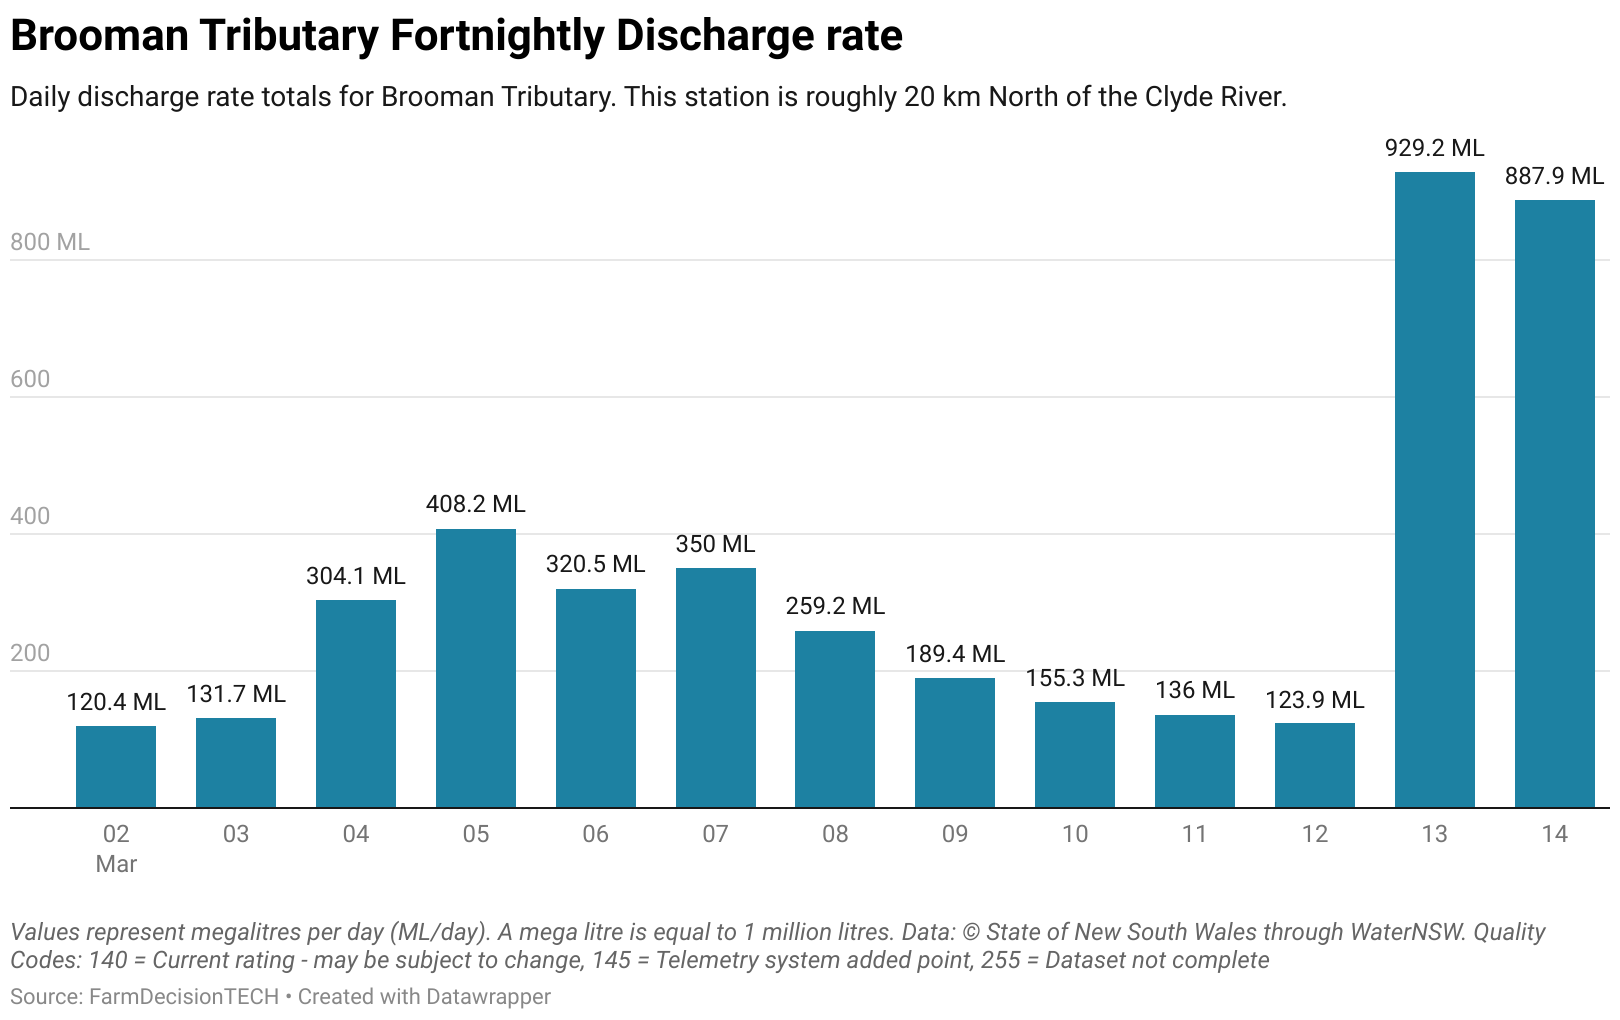 Brooman Tributary Fortnightly Discharge rate
Daily discharge rate totals for Brooman Tributary. This station is roughly 20 km North of the Clyde River.
929.2 ML
887.9 ML
800 ML
600
408.2 ML
400
350 ML
320.5 ML
304.1 ML
259.2 ML
200
189.4 ML
155.3 ML
136 ML
131.7 ML
123.9 ML
120.4 ML
02 03 04 05 06 07 08 09 10 11 12 13 14
Mar
Values represent megalitres per day (ML/day). A mega litre is equal to 1 million litres. Data: © State of New South Wales through WaterNSW. Quality
Codes: 140 = Current rating - may be subject to change, 145 = Telemetry system added point, 255 = Dataset not complete
Source: FarmDecisionTECH • Created with Datawrapper